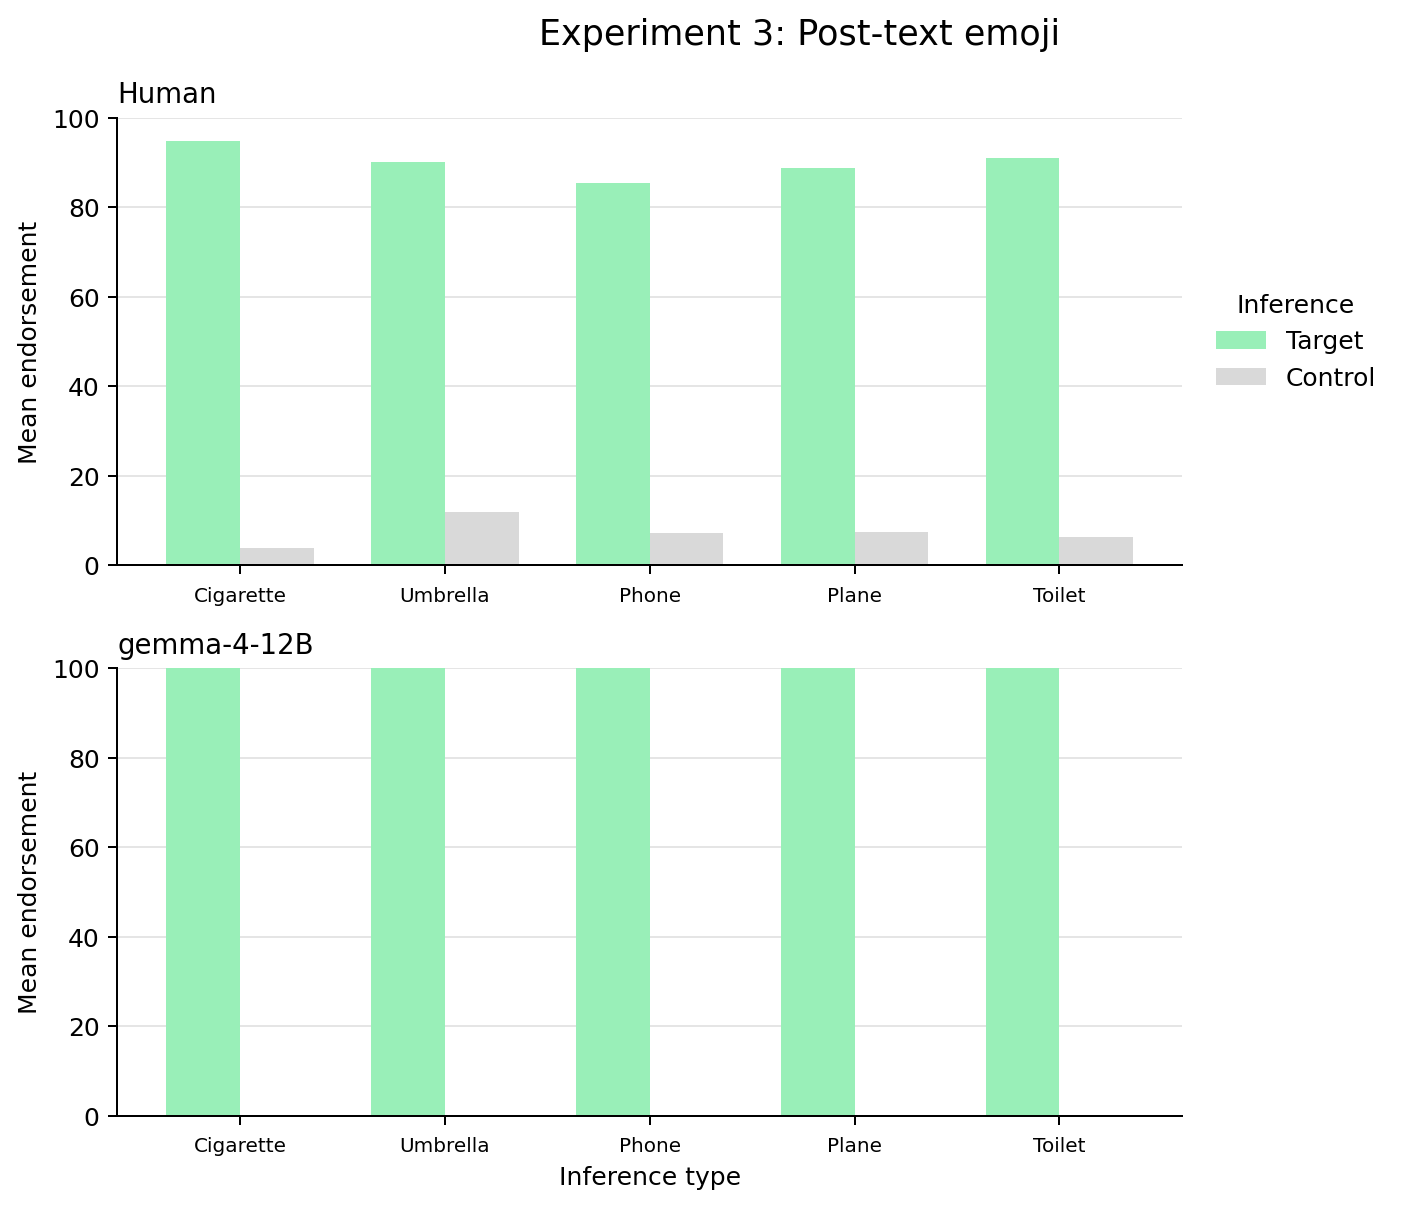 Experiment 3: Post-text emoji
Human
Mean endorsement
100
80
60
40
20
0
Cigarette Umbrella Phone Plane Toilet
Inference
Target
Control
gemma-4-12B
Mean endorsement
100
80
60
40
20
0
Cigarette Umbrella Phone Plane Toilet
Inference type